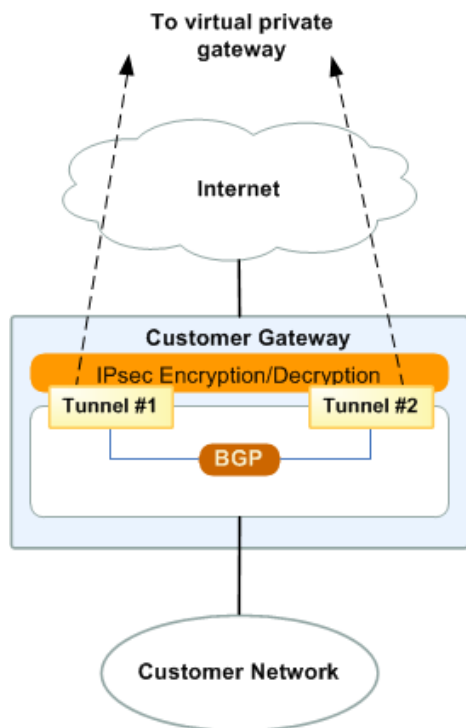 To virtual private
gateway
Internet
Customer Gateway
IPsec Encryption/Decryption
Tunnel #1
Tunnel #2
BGP
Customer Network